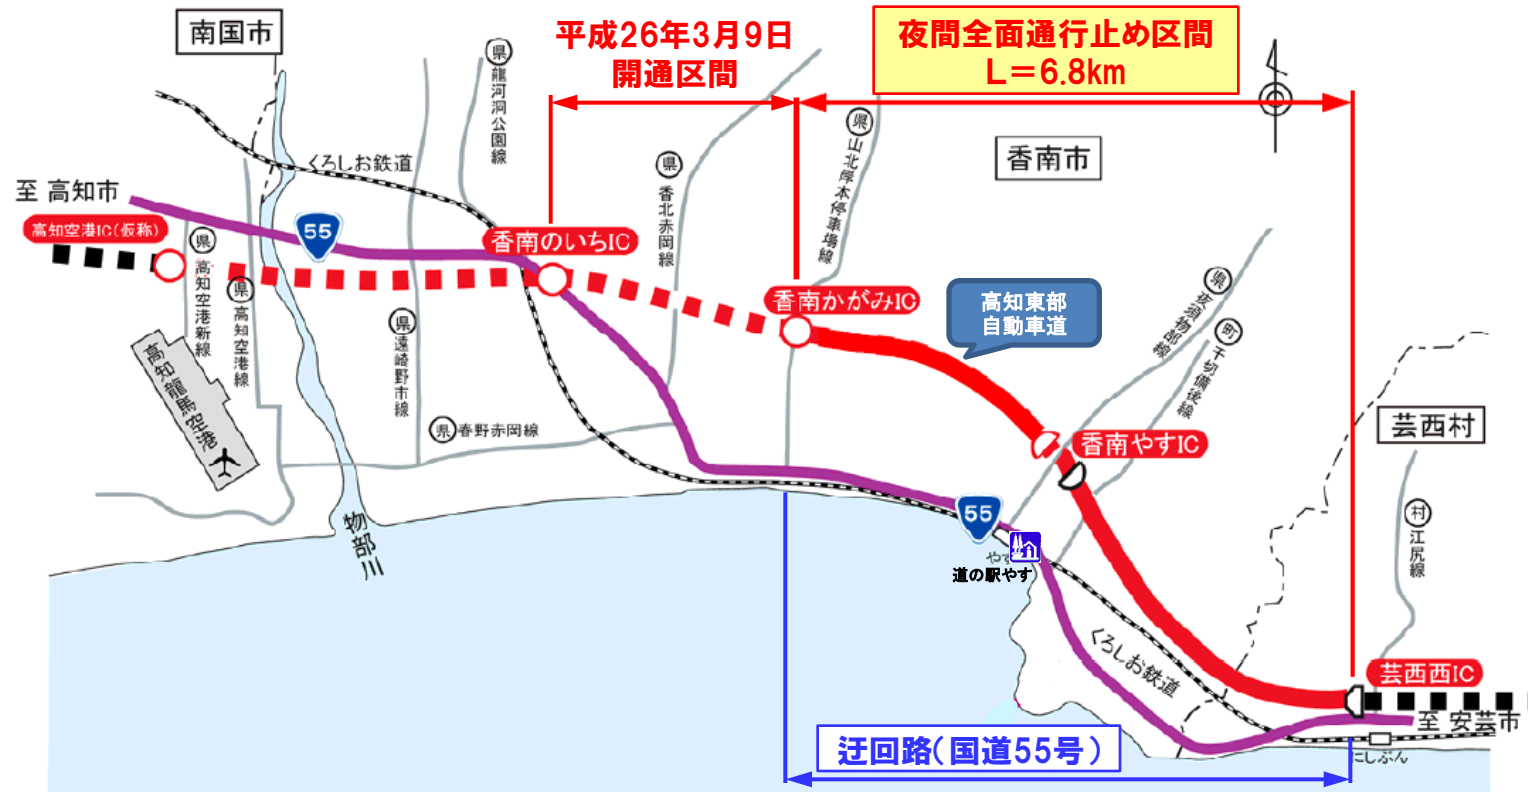 南国市
平成26年3月9日
開通区間
夜間全面通行止め区間
L=6.8km
香南市
芸西村
至 高知市
くろしお鉄道
高知空港IC(仮称)
55
香南のいちIC
香南かがみIC
高知東部
自動車道
香南やすIC
芸西西IC
至 安芸市
県 龍河洞公園線
県 香北赤岡線
県 山北岸本停車場線
県 夜須物部線
町 千切備後線
村 江尻線
県 高知空港新線
県 高知空港線
県 遠崎野市線
県 春野赤岡線
高知龍馬空港
物部川
55
やす
道の駅やす
くろしお鉄道
にしぶん
迂回路(国道55号)